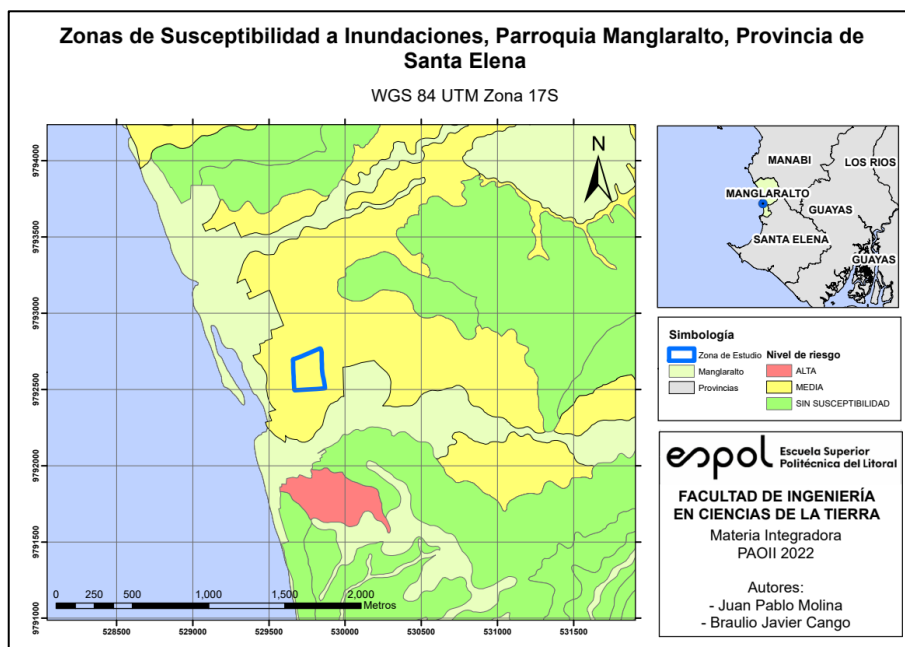 Zonas de Susceptibilidad a Inundaciones, Parroquia Manglaralto, Provincia de
Santa Elena
WGS 84 UTM Zona 17S
9794000
9793500
9793000
9792500
9792000
9791500
9791000
N
0 250 500 1,000 1,500 2,000
Metros
528500 529000 529500 530000 530500 531000 531500
MANABI
LOS RIOS
MANGLARALTO
GUAYAS
SANTA ELENA
GUAYAS
Simbología
Zona de Estudio
Manglaralto
Provincias
Nivel de riesgo
ALTA
MEDIA
SIN SUSCEPTIBILIDAD
espol Escuela Superior
Politécnica del Litoral
FACULTAD DE INGENIERÍA
EN CIENCIAS DE LA TIERRA
Materia Integradora
PAOII 2022
Autores:
- Juan Pablo Molina
- Braulio Javier Cango